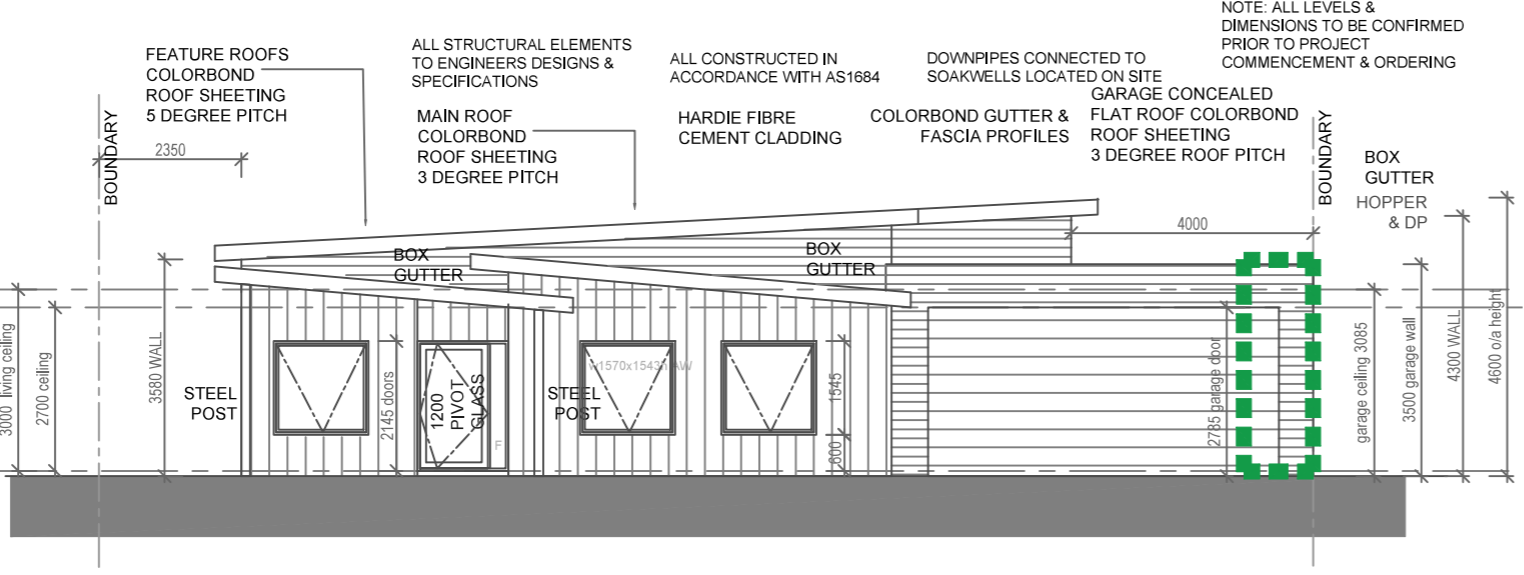 NOTE: ALL LEVELS &
DIMENSIONS TO BE CONFIRMED
PRIOR TO PROJECT
COMMENCEMENT & ORDERING
FEATURE ROOFS
COLORBOND
ROOF SHEETING
5 DEGREE PITCH
ALL STRUCTURAL ELEMENTS
TO ENGINEERS DESIGNS &
SPECIFICATIONS
MAIN ROOF
COLORBOND
ROOF SHEETING
3 DEGREE PITCH
ALL CONSTRUCTED IN
ACCORDANCE WITH AS1684
HARDIE FIBRE
CEMENT CLADDING
DOWNPIPES CONNECTED TO
SOAKWELLS LOCATED ON SITE
COLORBOND GUTTER &
FASCIA PROFILES
GARAGE CONCEALED
FLAT ROOF COLORBOND
ROOF SHEETING
3 DEGREE ROOF PITCH
BOUNDARY
2350
BOUNDARY
BOX
GUTTER
HOPPER
& DP
4000
BOX
GUTTER
BOX
GUTTER
3000 living ceiling
2700 ceiling
3580 WALL
STEEL
POST
2145 doors
1200
PIVOT
GLASS
F
STEEL
POST
w1570x1543h AW
1545
600
2785 garage door
garage ceiling 3085
3500 garage wall
4300 WALL
4600 o/a height